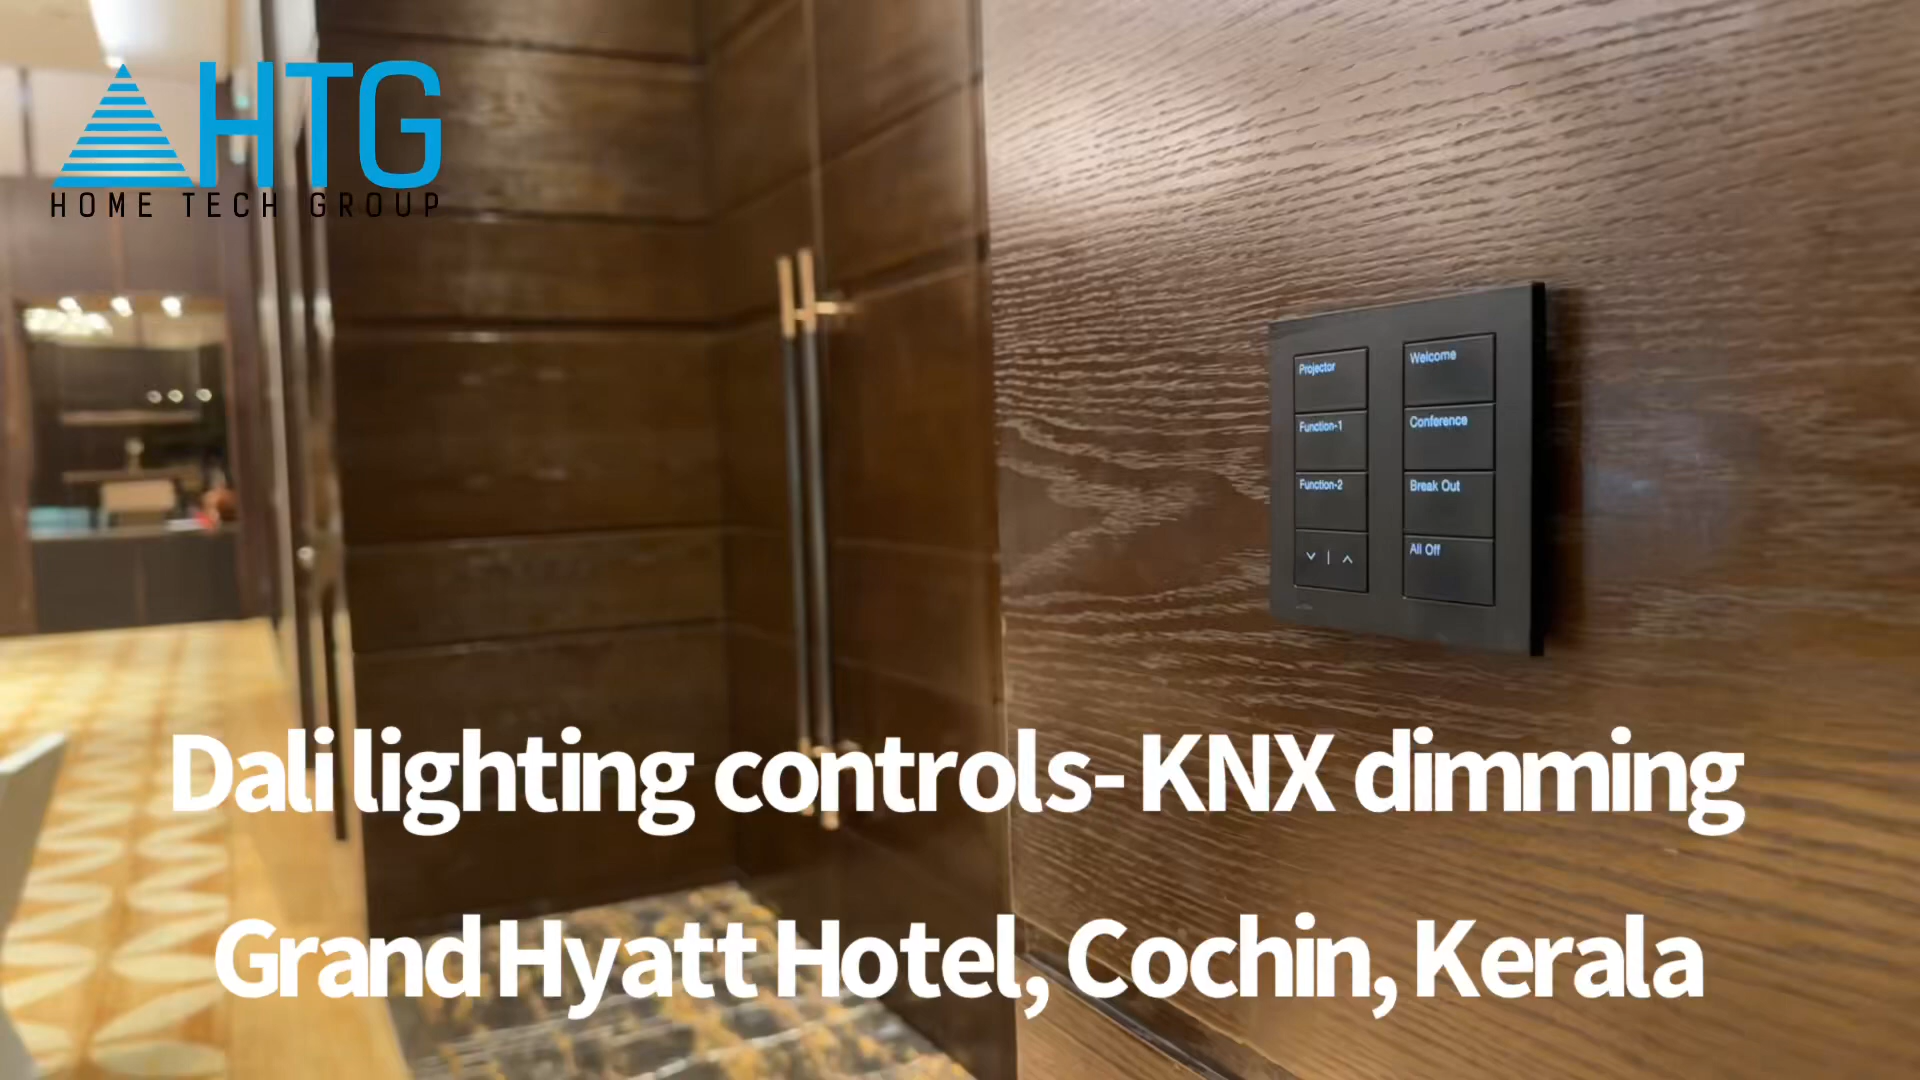 HTG
HOME TECH GROUP
Projector
Function-1
Function-2
Welcome
Conference
Break Out
All Off
Dali lighting controls- KNX dimming
Grand Hyatt Hotel, Cochin, Kerala